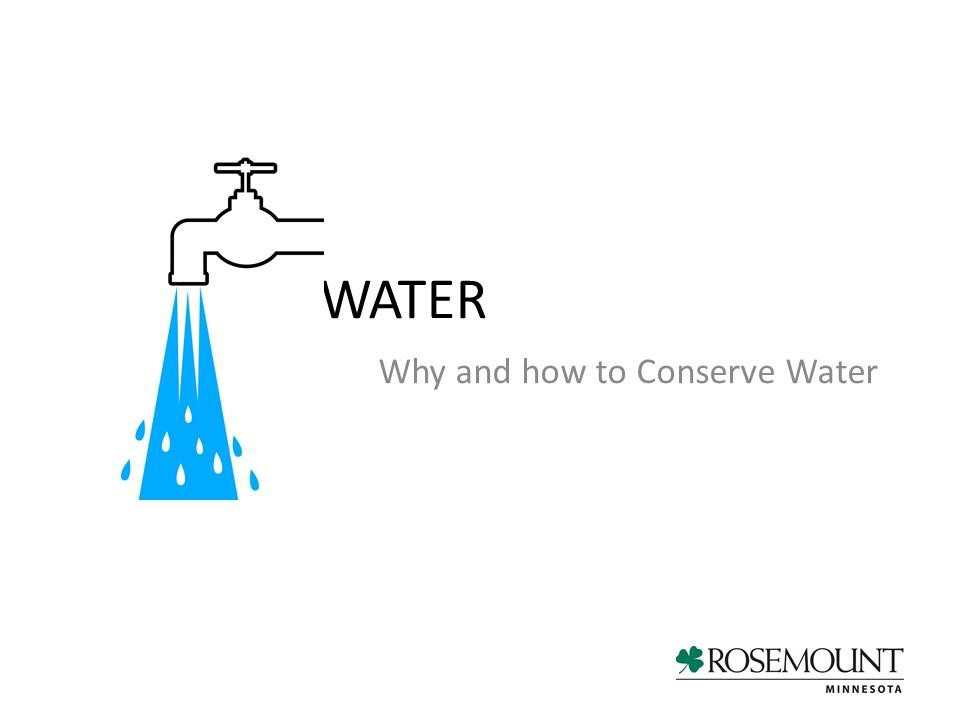 WATER
Why and how to Conserve Water
ROSEMOUNT
MINNESOTA